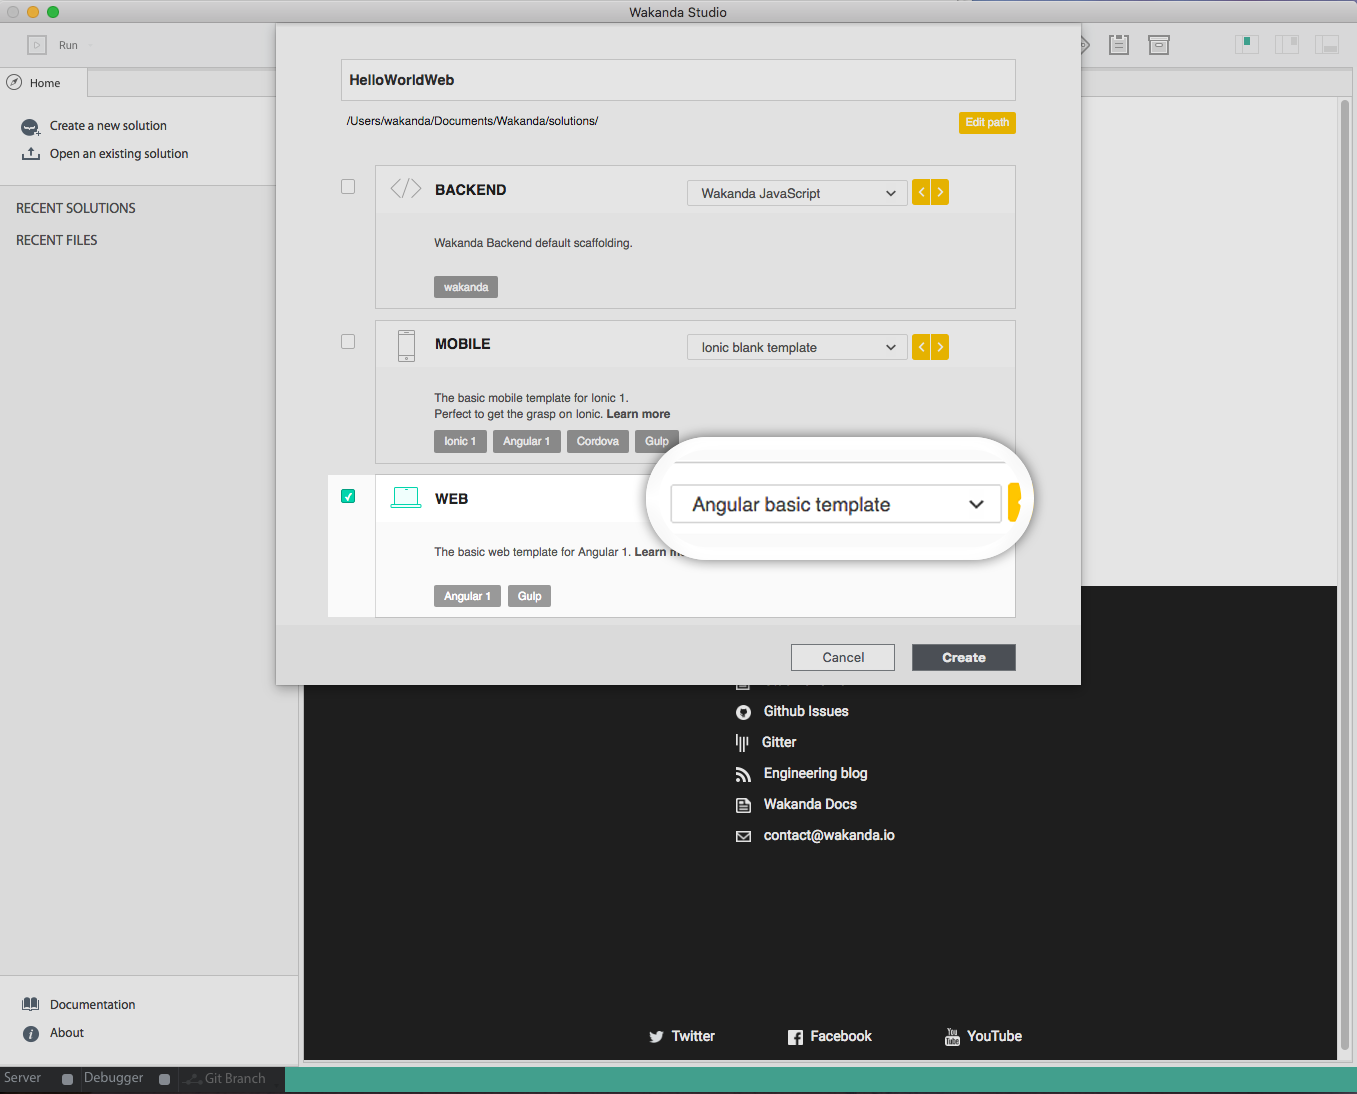 Wakanda Studio
Run
Home
Create a new solution
Open an existing solution
RECENT SOLUTIONS
RECENT FILES
HelloWorldWeb
/Users/wakanda/Documents/Wakanda/solutions/
Edit path
BACKEND
Wakanda JavaScript
Wakanda Backend default scaffolding.
wakanda
MOBILE
Ionic blank template
The basic mobile template for Ionic 1.
Perfect to get the grasp on Ionic. Learn more
Ionic 1 Angular 1 Cordova Gulp
WEB
Angular basic template
The basic web template for Angular 1. Learn
Angular 1 Gulp
Cancel
Create
Github Issues
Gitter
Engineering blog
Wakanda Docs
contact@wakanda.io
Documentation
About
Twitter
Facebook
YouTube
Server
Debugger
Git Branch